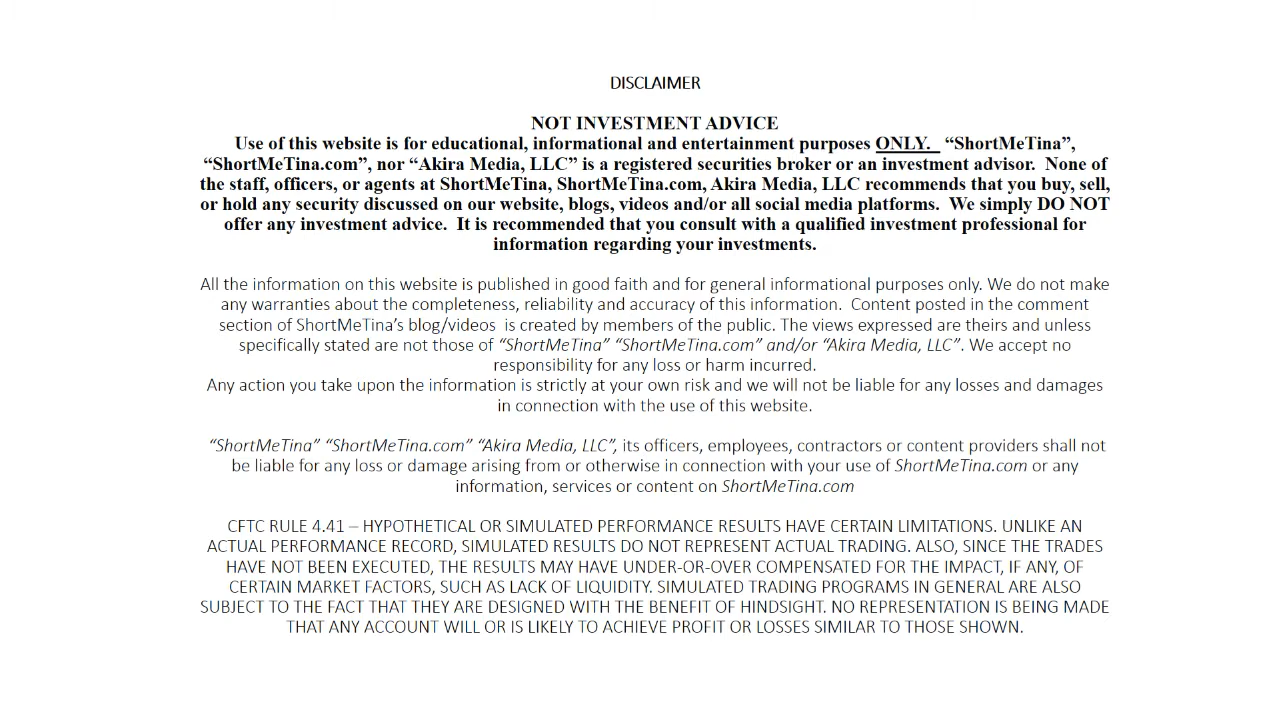 DISCLAIMER
NOT INVESTMENT ADVICE
Use of this website is for educational, informational and entertainment purposes ONLY. “ShortMeTina”,
“ShortMeTina.com”, nor “Akira Media, LLC” is a registered securities broker or an investment advisor. None of
the staff, officers, or agents at ShortMeTina, ShortMeTina.com, Akira Media, LLC recommends that you buy, sell,
or hold any security discussed on our website, blogs, videos and/or all social media platforms. We simply DO NOT
offer any investment advice. It is recommended that you consult with a qualified investment professional for
information regarding your investments.
All the information on this website is published in good faith and for general informational purposes only. We do not make
any warranties about the completeness, reliability and accuracy of this information. Content posted in the comment
section of ShortMeTina’s blog/videos is created by members of the public. The views expressed are theirs and unless
specifically stated are not those of “ShortMeTina” “ShortMeTina.com” and/or “Akira Media, LLC”. We accept no
responsibility for any loss or harm incurred.
Any action you take upon the information is strictly at your own risk and we will not be liable for any losses and damages
in connection with the use of this website.
“ShortMeTina” “ShortMeTina.com” “Akira Media, LLC”, its officers, employees, contractors or content providers shall not
be liable for any loss or damage arising from or otherwise in connection with your use of ShortMeTina.com or any
information, services or content on ShortMeTina.com
CFTC RULE 4.41 – HYPOTHETICAL OR SIMULATED PERFORMANCE RESULTS HAVE CERTAIN LIMITATIONS. UNLIKE AN
ACTUAL PERFORMANCE RECORD, SIMULATED RESULTS DO NOT REPRESENT ACTUAL TRADING. ALSO, SINCE THE TRADES
HAVE NOT BEEN EXECUTED, THE RESULTS MAY HAVE UNDER-OR-OVER COMPENSATED FOR THE IMPACT, IF ANY, OF
CERTAIN MARKET FACTORS, SUCH AS LACK OF LIQUIDITY. SIMULATED TRADING PROGRAMS IN GENERAL ARE ALSO
SUBJECT TO THE FACT THAT THEY ARE DESIGNED WITH THE BENEFIT OF HINDSIGHT. NO REPRESENTATION IS BEING MADE
THAT ANY ACCOUNT WILL OR IS LIKELY TO ACHIEVE PROFIT OR LOSSES SIMILAR TO THOSE SHOWN.